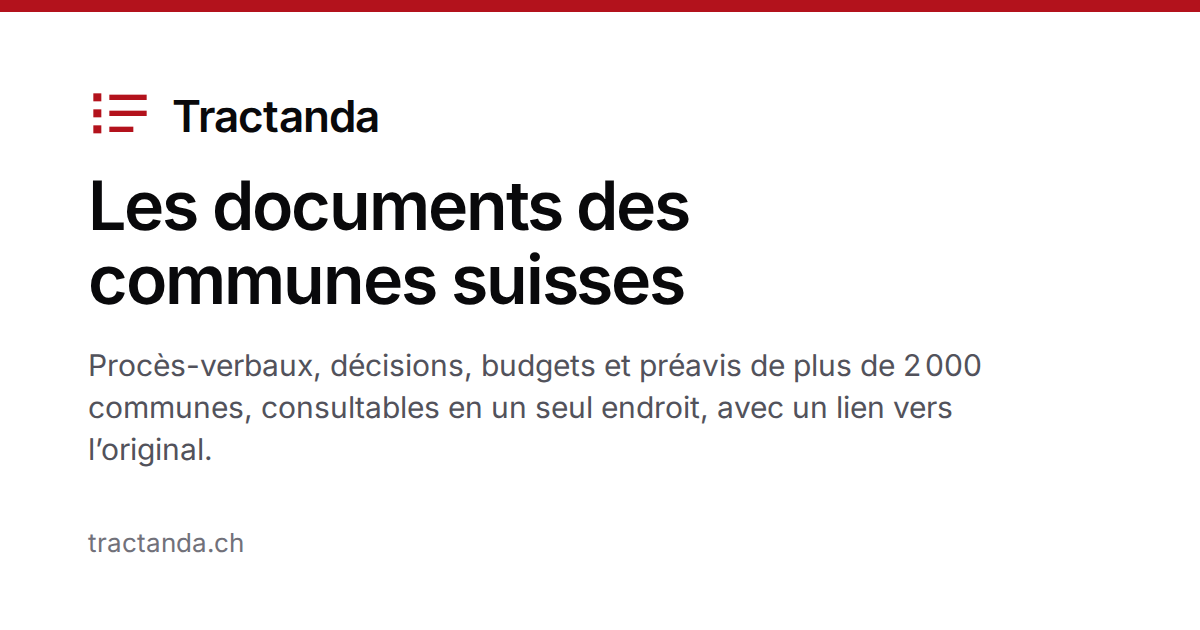 Tractanda
Les documents des
communes suisses
Procès-verbaux, décisions, budgets et préavis de plus de 2 000
communes, consultables en un seul endroit, avec un lien vers
l’original.
tractanda.ch